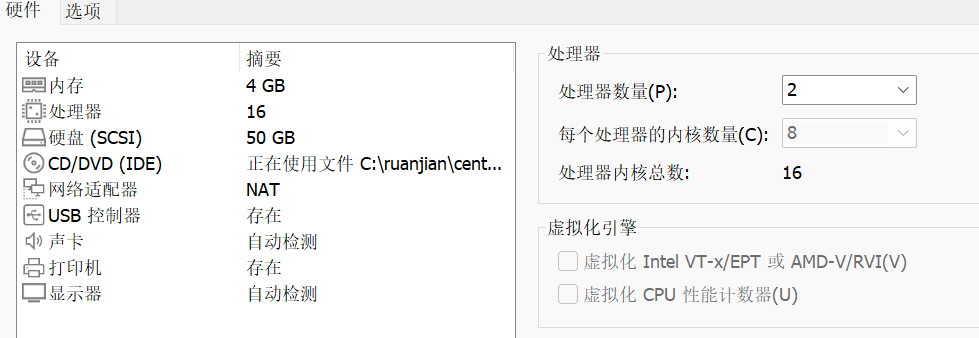 硬件 选项
设备 摘要
内存 4 GB
处理器 16
硬盘 (SCSI) 50 GB
CD/DVD (IDE) 正在使用文件 C:\ruanjian\cent...
网络适配器 NAT
USB 控制器 存在
声卡 自动检测
打印机 存在
显示器 自动检测
处理器
处理器数量(P): 2
每个处理器的内核数量(C): 8
处理器内核总数: 16
虚拟化引擎
虚拟化 Intel VT-x/EPT 或 AMD-V/RVI(V)
虚拟化 CPU 性能计数器(U)